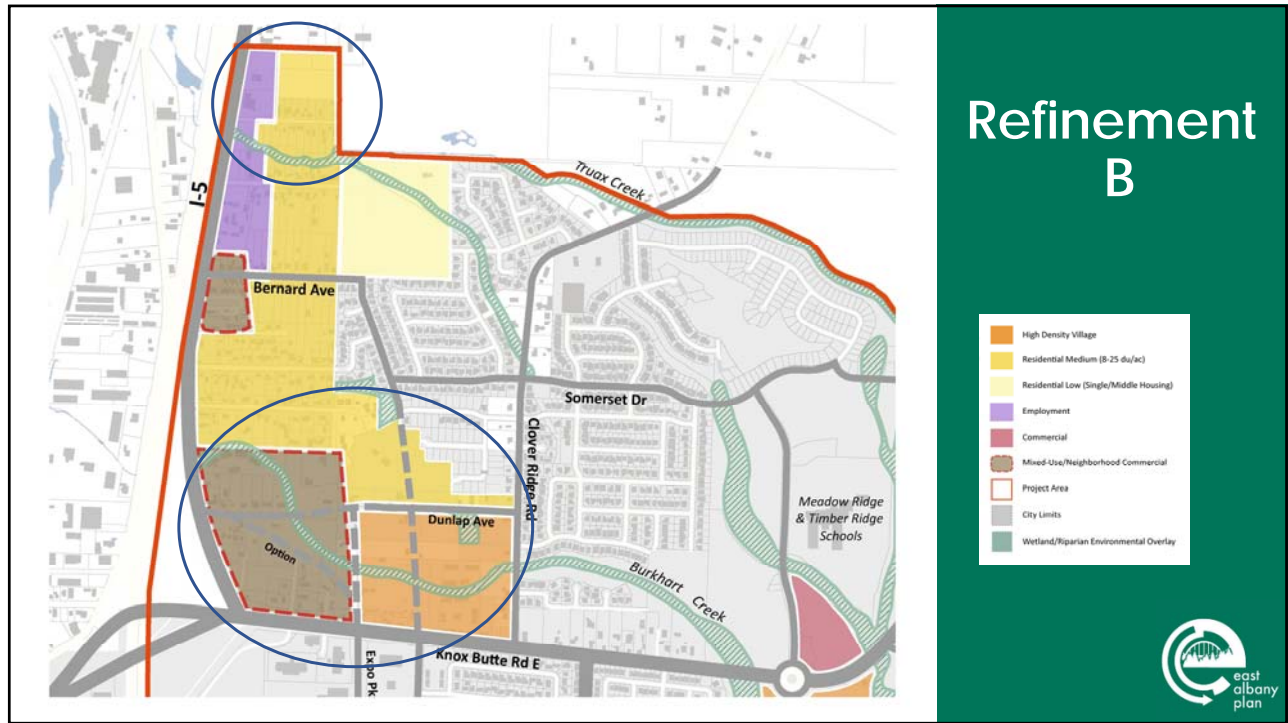 Refinement
B
I-5
Truax Creek
Bernard Ave
Somerset Dr
Clover Ridge Rd
Meadow Ridge
& Timber Ridge
Schools
Dunlap Ave
Option
Burkhart Creek
Expo Pk
Knox Butte Rd E
High Density Village
Residential Medium (8-25 du/ac)
Residential Low (Single/Middle Housing)
Employment
Commercial
Mixed-Use/Neighborhood Commercial
Project Area
City Limits
Wetland/Riparian Environmental Overlay
east
albany
plan